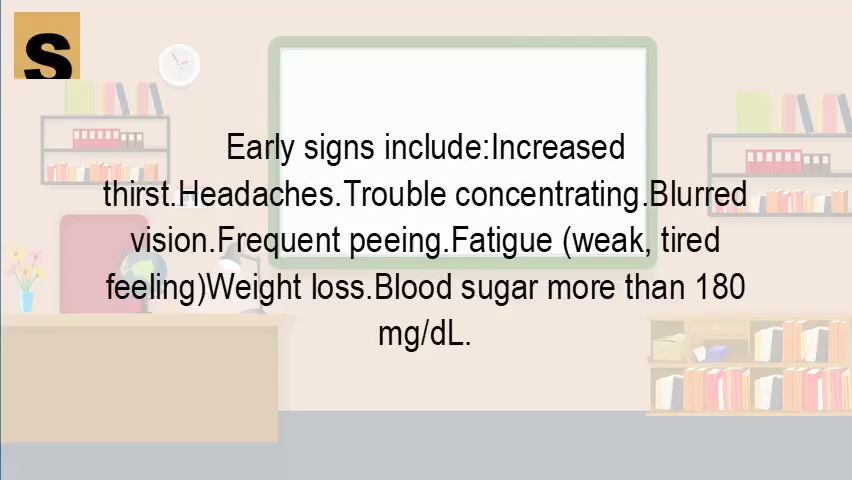 S
Early signs include:Increased
thirst.Headaches.Trouble concentrating.Blurred
vision.Frequent peeing.Fatigue (weak, tired
feeling)Weight loss.Blood sugar more than 180
mg/dL.